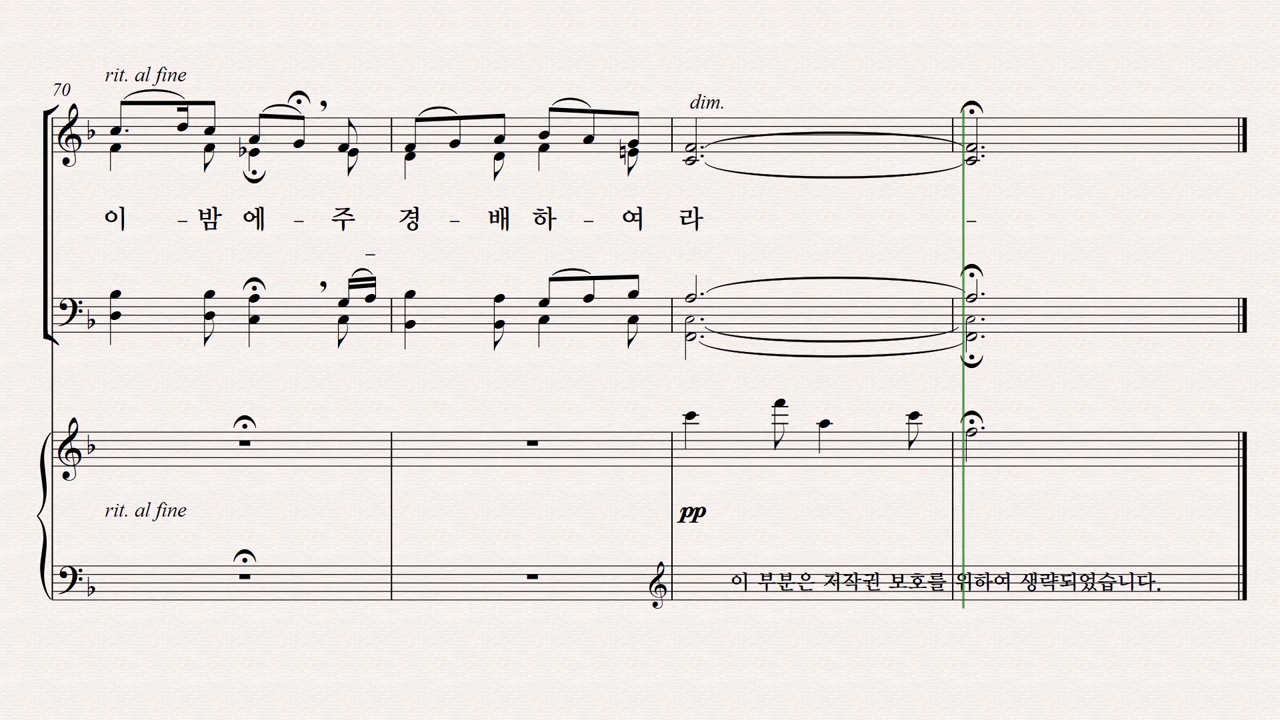 rit. al fine
70
dim.
이 – 밤 에 – 주 경 – 배 하 – 여 라 –
–
rit. al fine
pp
이 부분은 저작권 보호를 위하여 생략되었습니다.